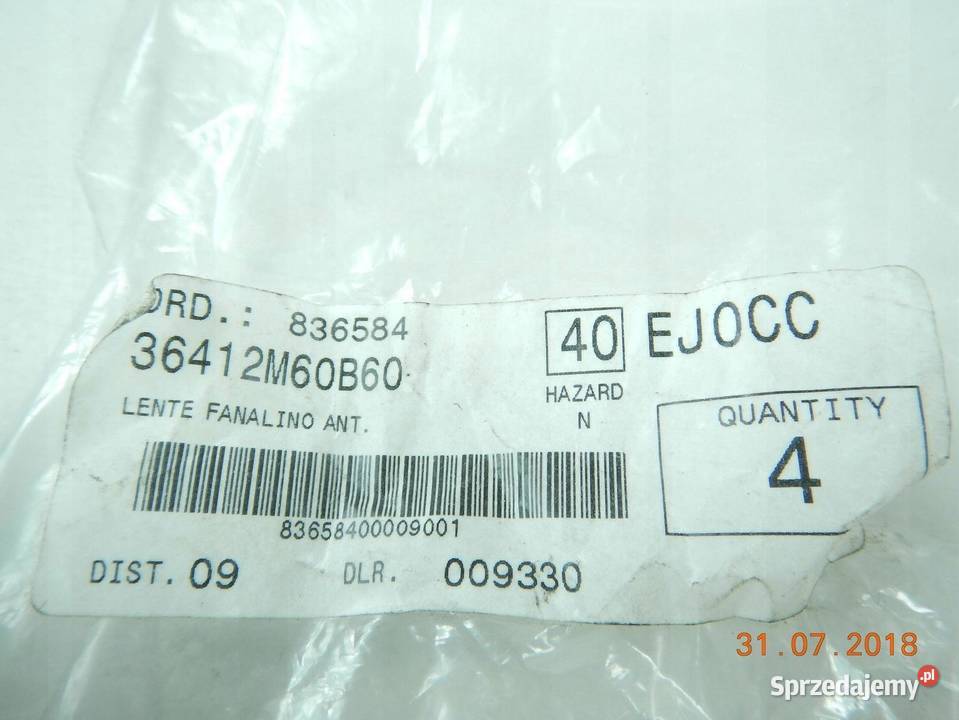 ORD.: 836584
36412M60B60
LENTE FANALINO ANT.
40 EJ0CC
HAZARD
N
QUANTITY
4
83658400009001
DIST. 09 DLR. 009330
31.07.2018
Sprzedajemy.pl